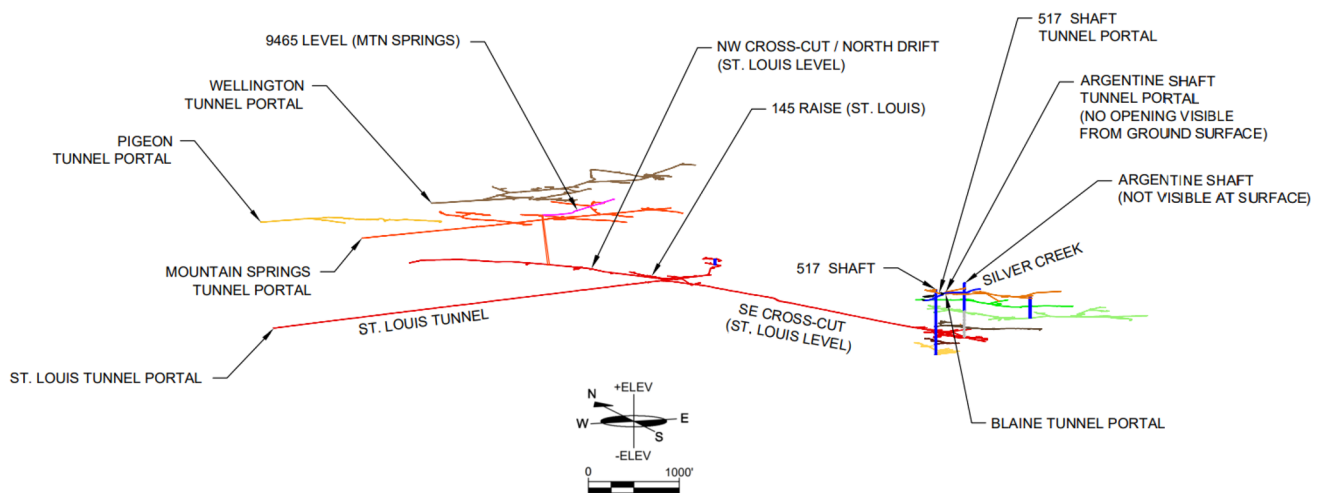 517 SHAFT
TUNNEL PORTAL
9465 LEVEL (MTN SPRINGS)
NW CROSS-CUT / NORTH DRIFT
(ST. LOUIS LEVEL)
WELLINGTON
TUNNEL PORTAL
ARGENTINE SHAFT
TUNNEL PORTAL
(NO OPENING VISIBLE
FROM GROUND SURFACE)
145 RAISE (ST. LOUIS)
PIGEON
TUNNEL PORTAL
ARGENTINE SHAFT
(NOT VISIBLE AT SURFACE)
MOUNTAIN SPRINGS
TUNNEL PORTAL
517 SHAFT
SILVER CREEK
ST. LOUIS TUNNEL
SE CROSS-CUT
(ST. LOUIS LEVEL)
ST. LOUIS TUNNEL PORTAL
BLAINE TUNNEL PORTAL
+ELEV
N
E
W
S
-ELEV
0 1000'